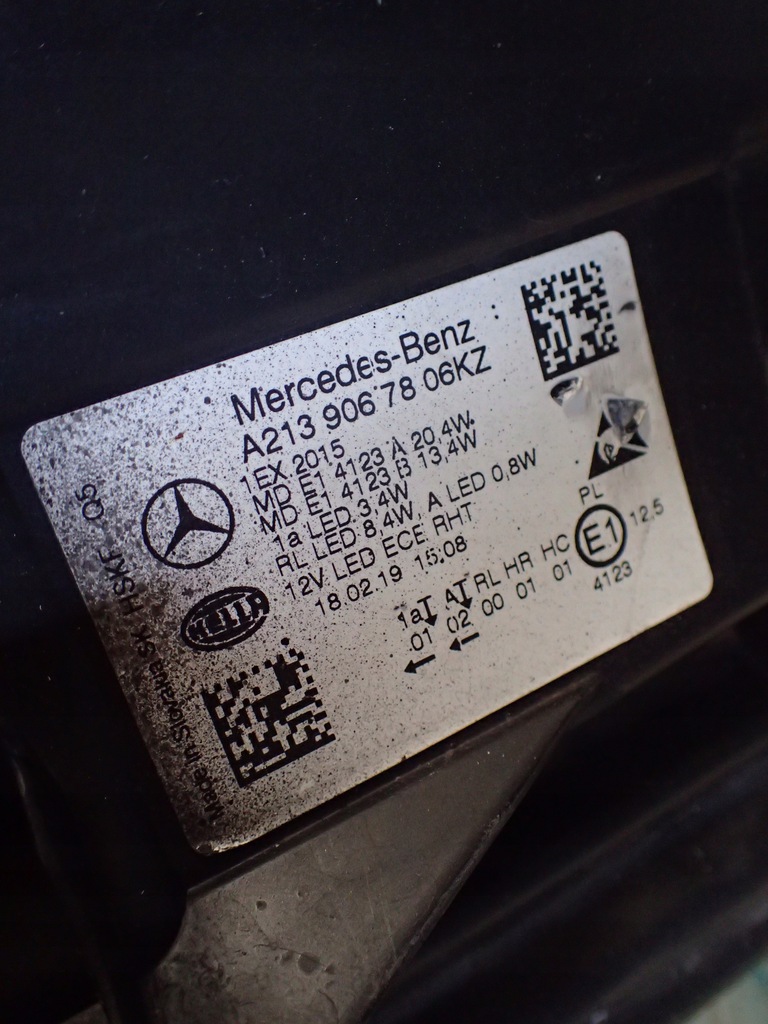 Mercedes-Benz
A213 906 78 06KZ
1EX 2015
MD E1 4123 A 20,4W
MD E1 4123 B 13,4W
1a LED 3,4W
RL LED 8,4W, A LED 0,8W
12V LED ECE RHT
18.02.19 15:08
HELLA
Q5
HSKF
Made in Slovakia SK
PL
E1 12,5
4123
1a A RL HR HC
01 02 00 01 01